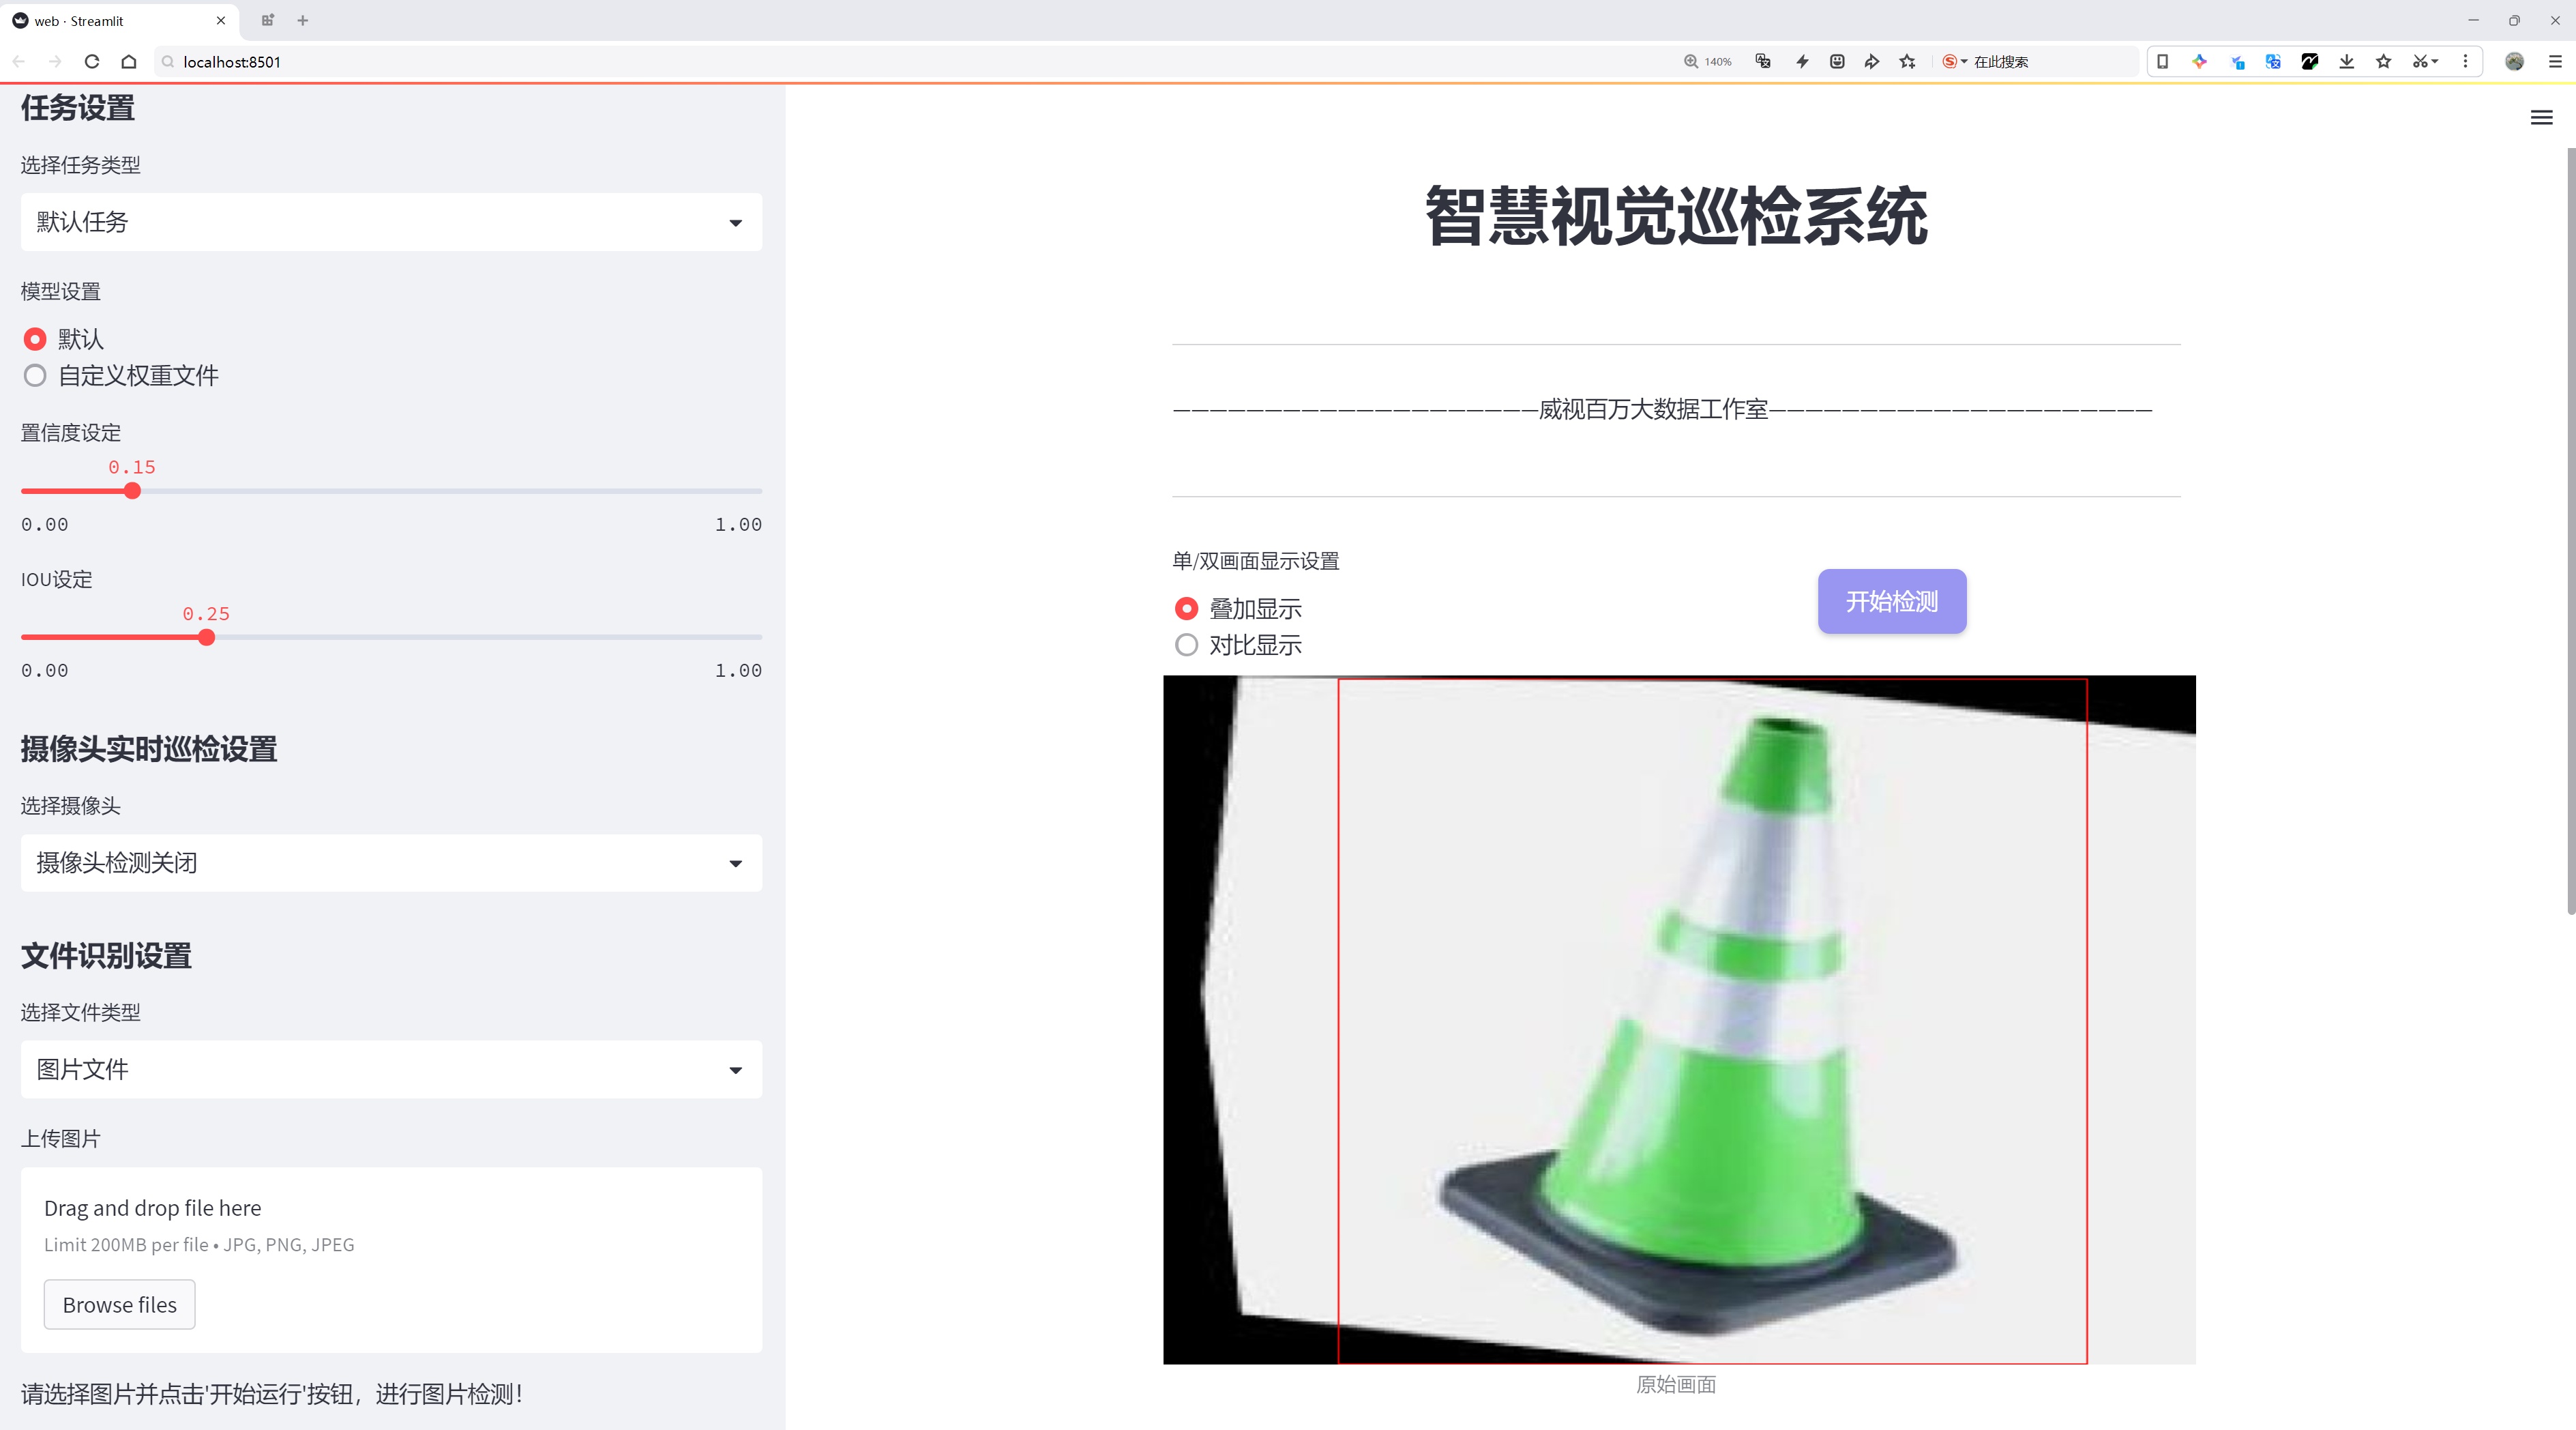 web · Streamlit
localhost:8501
140%
在此搜索
任务设置
选择任务类型
默认任务
模型设置
默认
自定义权重文件
置信度设定
0.15
0.00
1.00
IOU设定
0.25
0.00
1.00
摄像头实时巡检设置
选择摄像头
摄像头检测关闭
文件识别设置
选择文件类型
图片文件
上传图片
Drag and drop file here
Limit 200MB per file • JPG, PNG, JPEG
Browse files
请选择图片并点击'开始运行'按钮，进行图片检测！
智慧视觉巡检系统
—————————————————————威视百万大数据工作室—————————————————————
单/双画面显示设置
叠加显示
对比显示
开始检测
原始画面